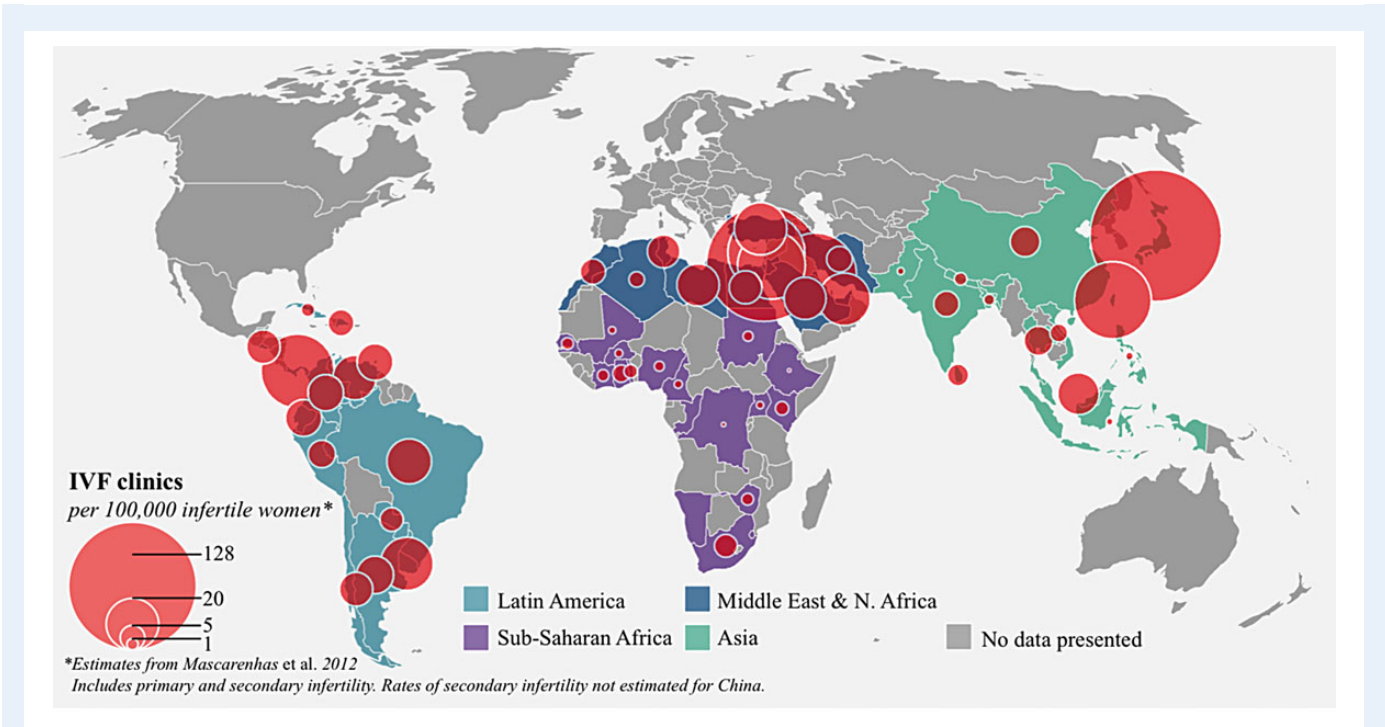 IVF clinics
per 100,000 infertile women*
128
20
5
1
Latin America
Middle East & N. Africa
Sub-Saharan Africa
Asia
No data presented
*Estimates from Mascarenhas et al. 2012
Includes primary and secondary infertility. Rates of secondary infertility not estimated for China.